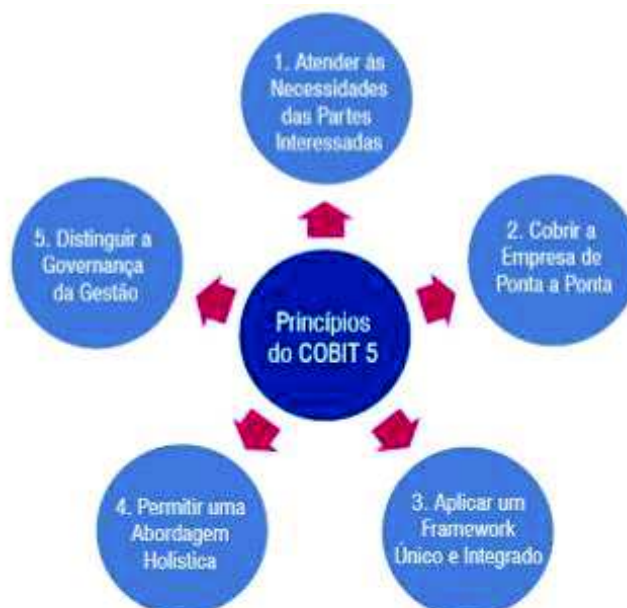 1. Atender às
Necessidades
das Partes
Interessadas
5. Distinguir a
Governança
da Gestão
2. Cobrir a
Empresa de
Ponta a Ponta
Princípios
do COBIT 5
4. Permitir uma
Abordagem
Holística
3. Aplicar um
Framework
Único e Integrado